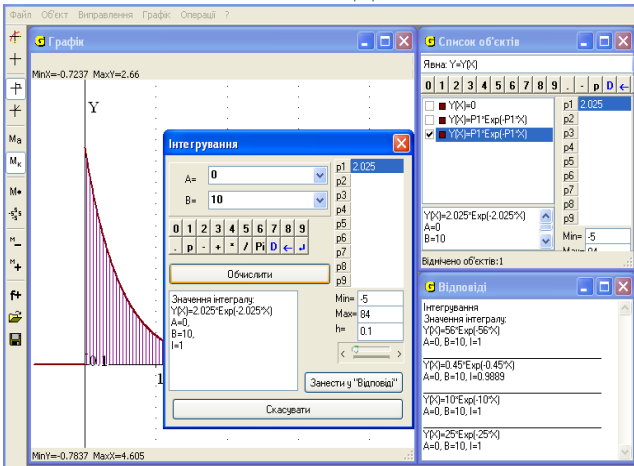 Файл Об'єкт Виправлення Графік Операції ?
Графік
MinX=-0.7237 MaxY=2.66
Y
0.1
1
MinY=-0.7837 MaxX=4.605
Ma
Мк
M•
M
M
f+
Інтегрування
A= 0
B= 10
0 1 2 3 4 5 6 7 8 9
. p - + * / Pi D ← ↲
Обчислити
Значення інтегралу:
Y(X)=2.025*Exp(-2.025*X)
A=0,
B=10,
I=1
p1 2.025
p2
p3
p4
p5
p6
p7
p8
p9
Min= -5
Max= 84
h= 0.1
Занести у "Відповіді"
Скасувати
Список об'єктів
Явна: Y=Y(X)
0 1 2 3 4 5 6 7 8 9 . - p D ←
Y(X)=0
Y(X)=P1*Exp(-P1*X)
Y(X)=P1*Exp(-P1*X)
p1 2.025
p2
p3
p4
p5
p6
p7
p8
p9
Min= -5
Y(X)=2.025*Exp(-2.025*X)
A=0
B=10
Відмічено об'єктів:1
Відповіді
Інтегрування
Значення інтегралу:
Y(X)=56*Exp(-56*X)
A=0, B=10, I=1
Y(X)=0.45*Exp(-0.45*X)
A=0, B=10, I=0.9889
Y(X)=10*Exp(-10*X)
A=0, B=10, I=1
Y(X)=25*Exp(-25*X)
A=0, B=10, I=1